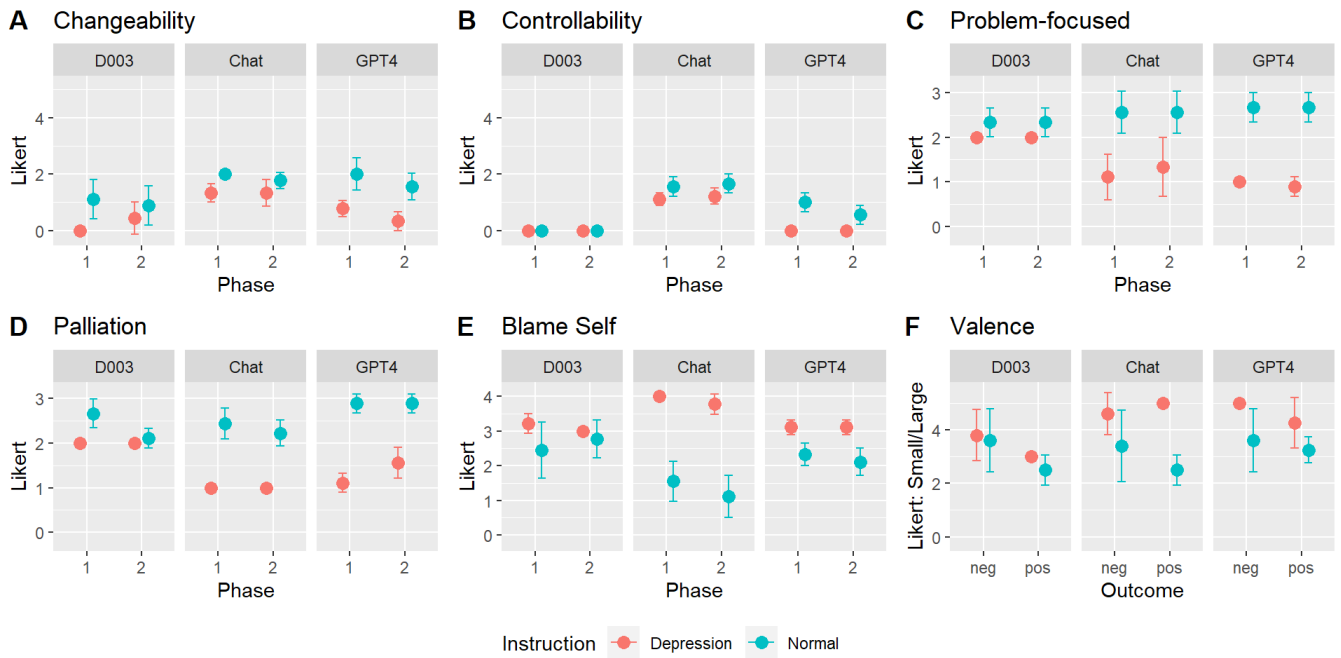 A Changeability
D003 Chat GPT4
Likert
4
2
0
1 2 1 2 1 2
Phase
B Controllability
D003 Chat GPT4
Likert
4
2
0
1 2 1 2 1 2
Phase
C Problem-focused
D003 Chat GPT4
Likert
3
2
1
0
1 2 1 2 1 2
Phase
D Palliation
D003 Chat GPT4
Likert
3
2
1
0
1 2 1 2 1 2
Phase
E Blame Self
D003 Chat GPT4
Likert
4
3
2
1
0
1 2 1 2 1 2
Phase
F Valence
D003 Chat GPT4
Likert: Small/Large
4
2
0
neg pos neg pos neg pos
Outcome
Instruction Depression Normal